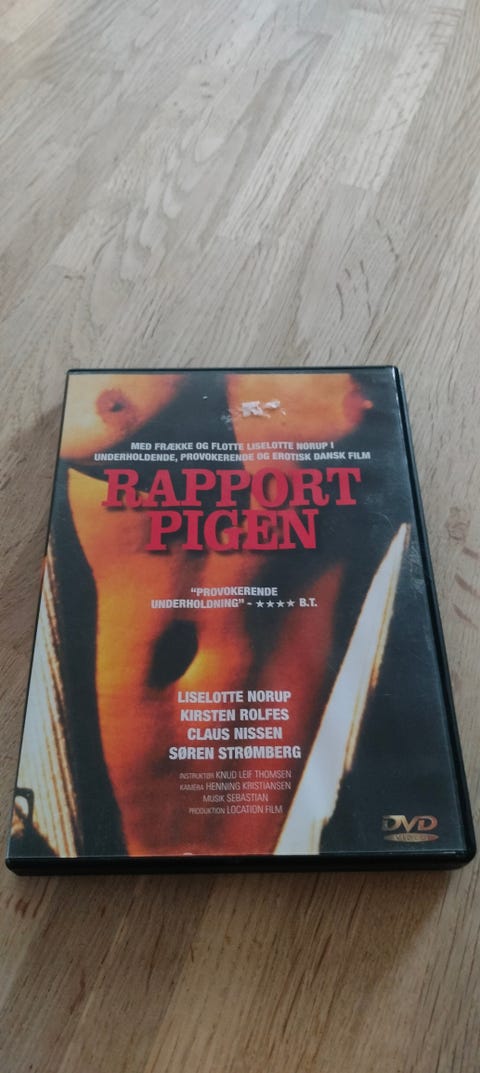 MED FRÆKKE OG FLOTTE LISELOTTE NORUP I
UNDERHOLDENDE, PROVOKERENDE OG EROTISK DANSK FILM
RAPPORT
PIGEN
"PROVOKERENDE
UNDERHOLDNING" - ★★★★ B.T.
LISELOTTE NORUP
KIRSTEN ROLFES
CLAUS NISSEN
SØREN STRØMBERG
INSTRUKTØR KNUD LEIF THOMSEN
KAMERA HENNING KRISTIANSEN
MUSIK SEBASTIAN
PRODUKTION LOCATION FILM
DVD
VIDEO